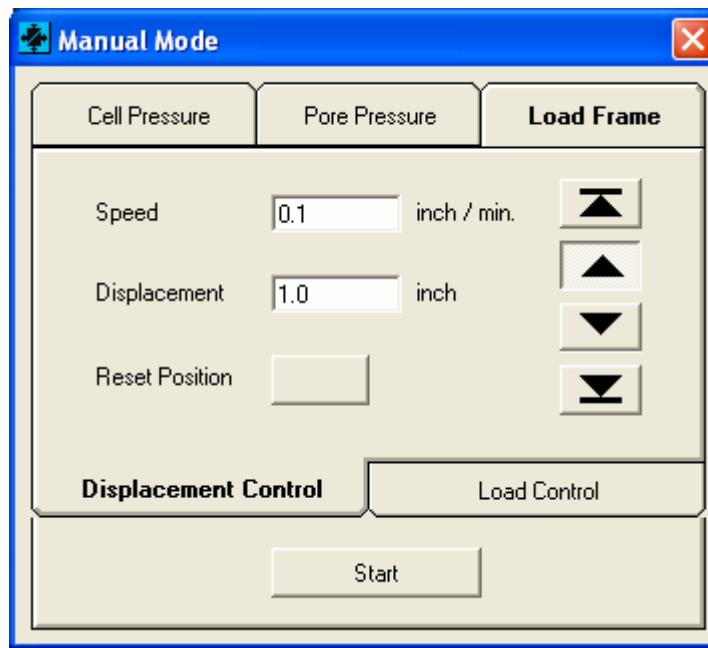 Manual Mode
Cell Pressure
Pore Pressure
Load Frame
Speed 0.1 inch / min.
Displacement 1.0 inch
Reset Position
Displacement Control
Load Control
Start